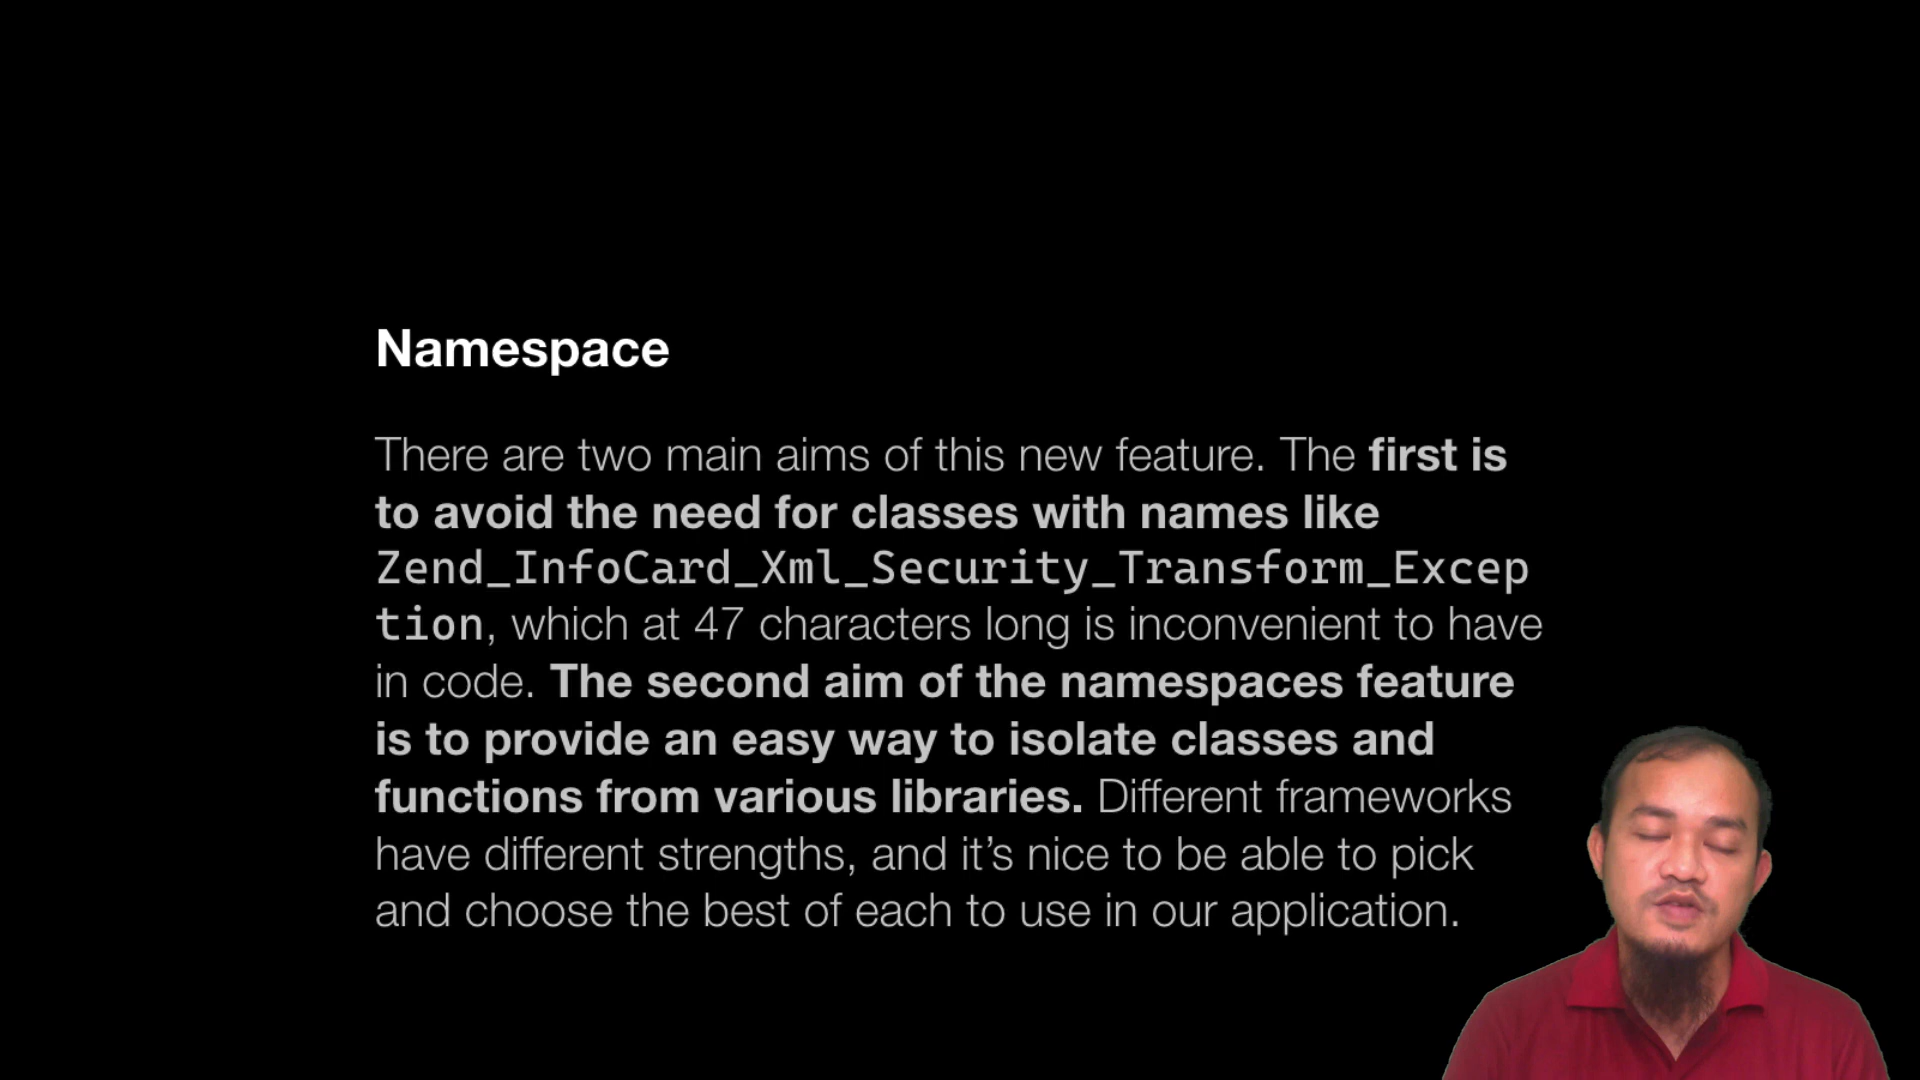 Namespace
There are two main aims of this new feature. The first is
to avoid the need for classes with names like
Zend_InfoCard_Xml_Security_Transform_Excep
tion, which at 47 characters long is inconvenient to have
in code. The second aim of the namespaces feature
is to provide an easy way to isolate classes and
functions from various libraries. Different frameworks
have different strengths, and it’s nice to be able to pick
and choose the best of each to use in our application.